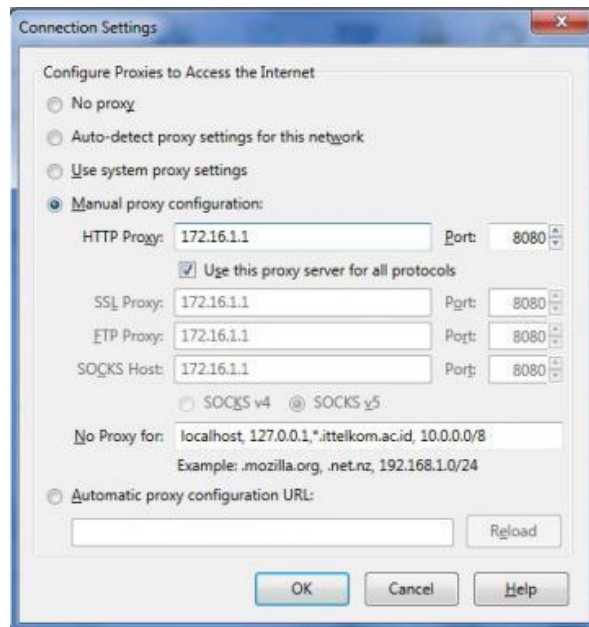 Connection Settings
Configure Proxies to Access the Internet
No proxy
Auto-detect proxy settings for this network
Use system proxy settings
Manual proxy configuration:
HTTP Proxy: 172.16.1.1 Port: 8080
Use this proxy server for all protocols
SSL Proxy: 172.16.1.1 Port: 8080
FTP Proxy: 172.16.1.1 Port: 8080
SOCKS Host: 172.16.1.1 Port: 8080
SOCKS v4 SOCKS v5
No Proxy for: localhost, 127.0.0.1,*.ittelkom.ac.id, 10.0.0.0/8
Example: .mozilla.org, .net.nz, 192.168.1.0/24
Automatic proxy configuration URL:
Reload
OK Cancel Help